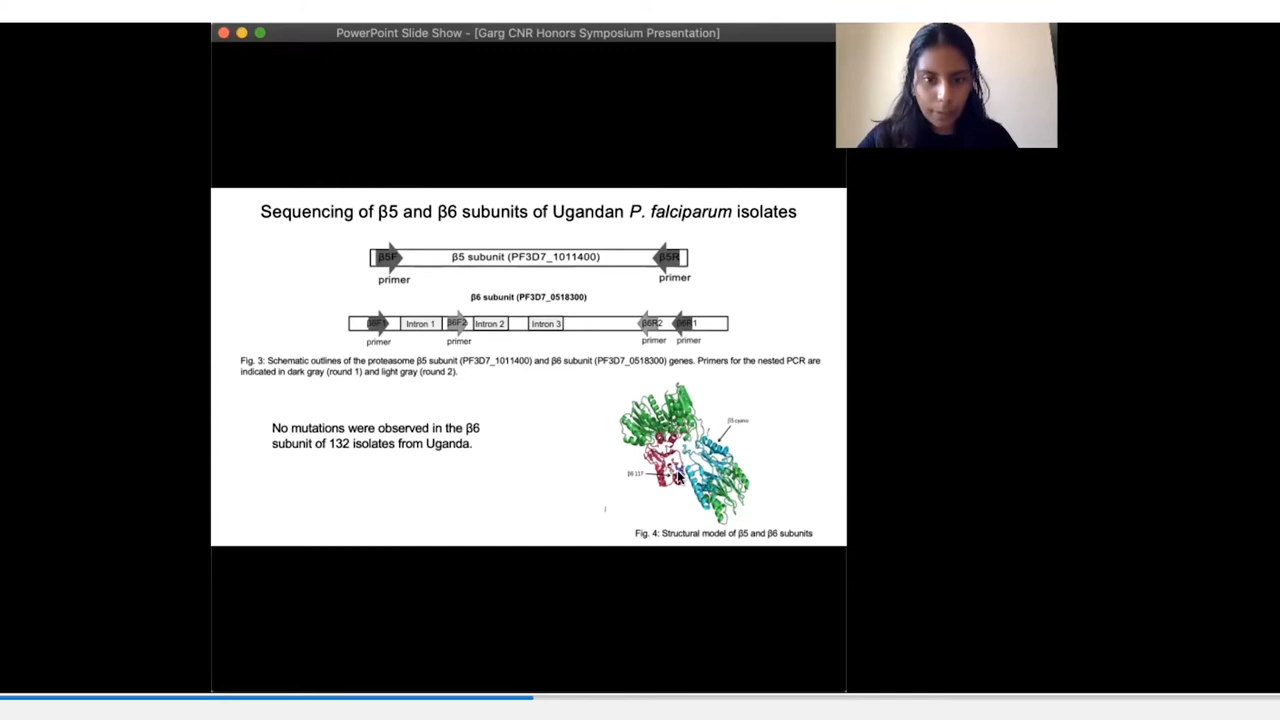 PowerPoint Slide Show - [Garg CNR Honors Symposium Presentation]
Sequencing of β5 and β6 subunits of Ugandan P. falciparum isolates
β5F β5 subunit (PF3D7_1011400) β5R
primer primer
β6 subunit (PF3D7_0518300)
β6F1 Intron 1 β6F2 Intron 2 Intron 3 β6R2 β6R1
primer primer primer primer
Fig. 3: Schematic outlines of the proteasome β5 subunit (PF3D7_1011400) and β6 subunit (PF3D7_0518300) genes. Primers for the nested PCR are
indicated in dark gray (round 1) and light gray (round 2).
No mutations were observed in the β6
subunit of 132 isolates from Uganda.
β6 117
Fig. 4: Structural model of β5 and β6 subunits